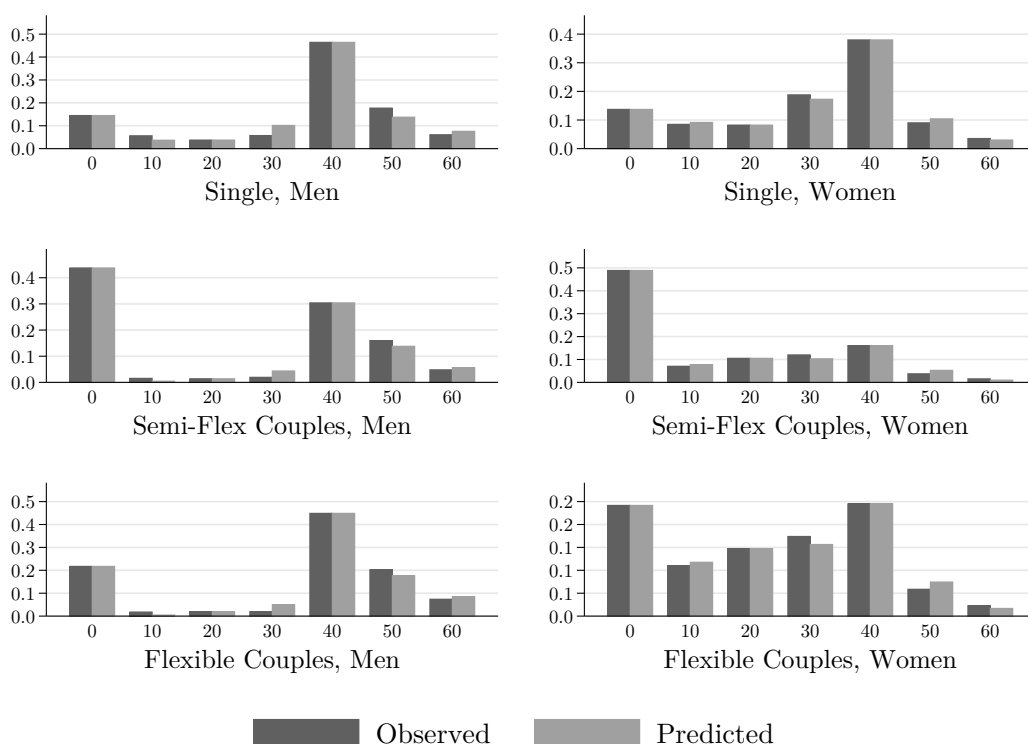 0.5
0.4
0.3
0.2
0.1
0.0
0 10 20 30 40 50 60
Single, Men
0.4
0.3
0.2
0.1
0.0
0 10 20 30 40 50 60
Single, Women
0.4
0.3
0.2
0.1
0.0
0 10 20 30 40 50 60
Semi-Flex Couples, Men
0.5
0.4
0.3
0.2
0.1
0.0
0 10 20 30 40 50 60
Semi-Flex Couples, Women
0.5
0.4
0.3
0.2
0.1
0.0
0 10 20 30 40 50 60
Flexible Couples, Men
0.2
0.2
0.1
0.1
0.1
0.0
0 10 20 30 40 50 60
Flexible Couples, Women
Observed Predicted